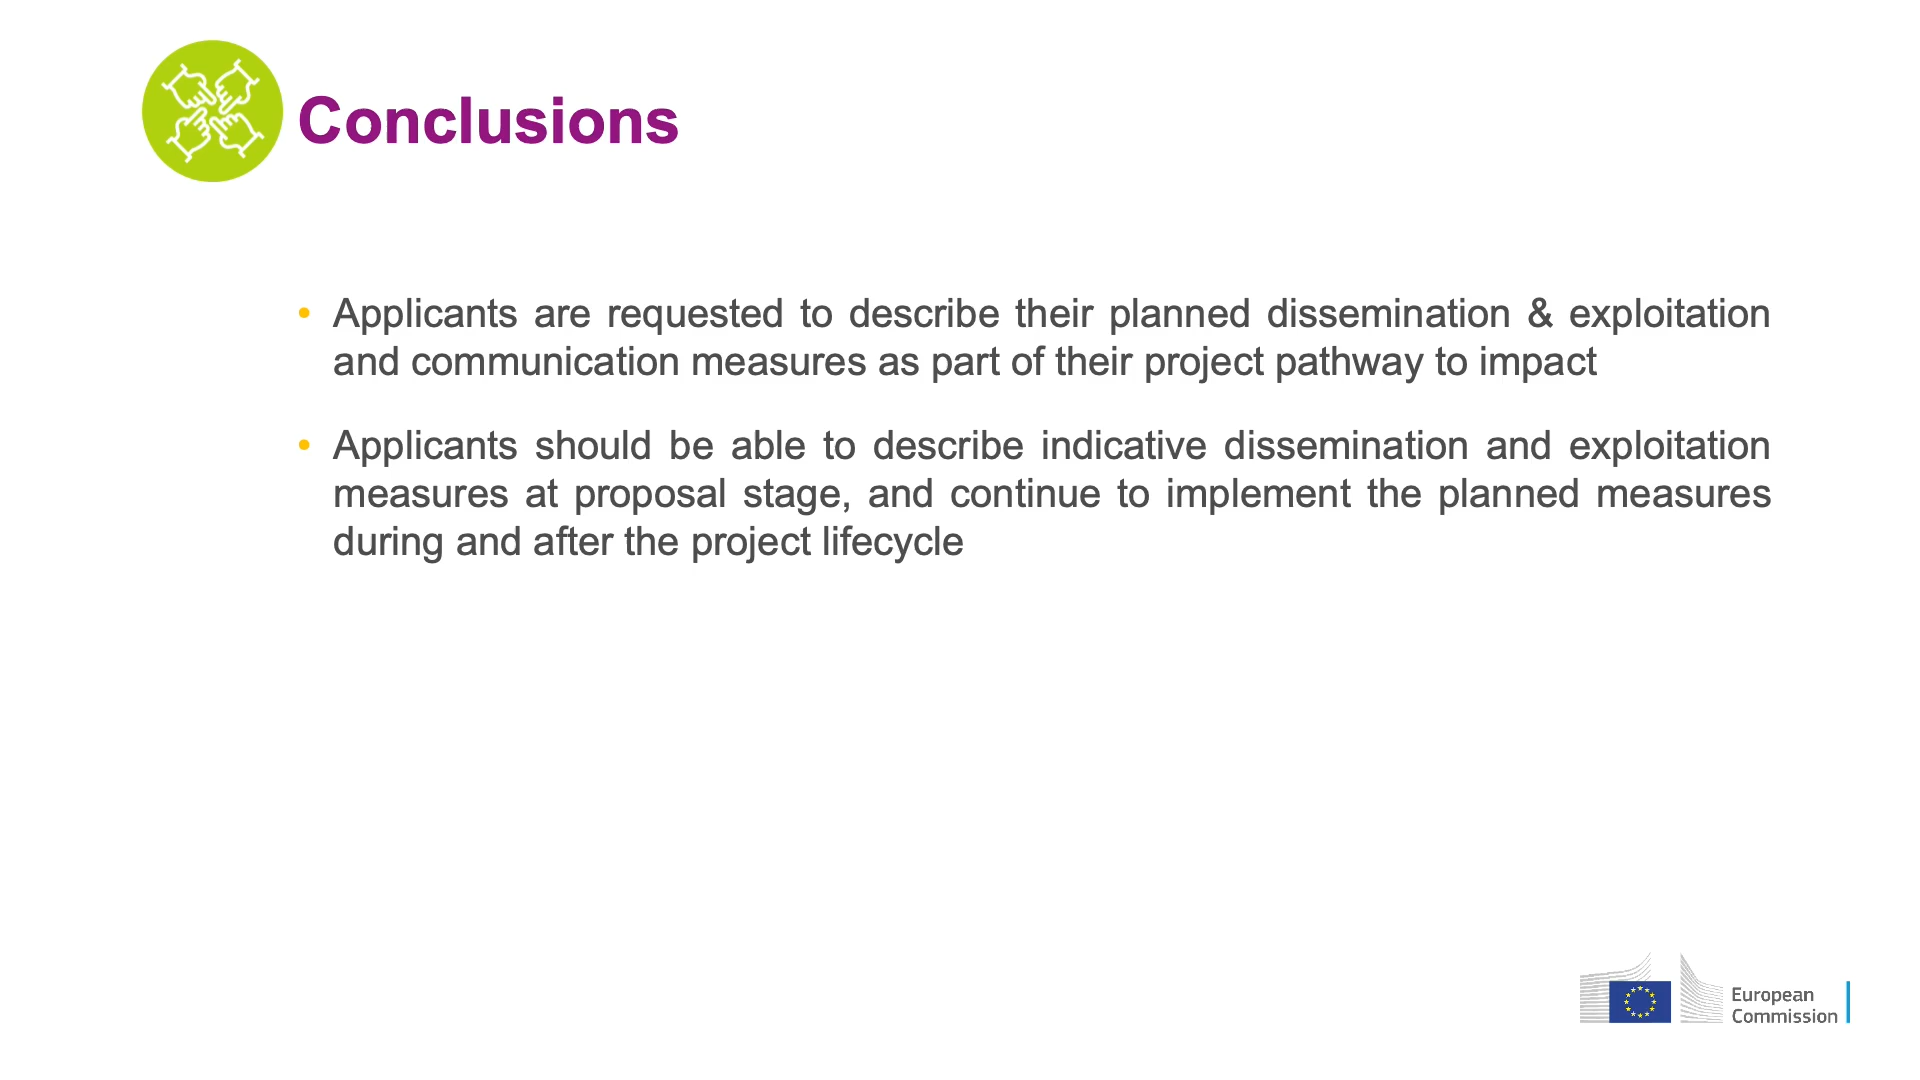 Conclusions
• Applicants are requested to describe their planned dissemination & exploitation
and communication measures as part of their project pathway to impact
• Applicants should be able to describe indicative dissemination and exploitation
measures at proposal stage, and continue to implement the planned measures
during and after the project lifecycle
European
Commission